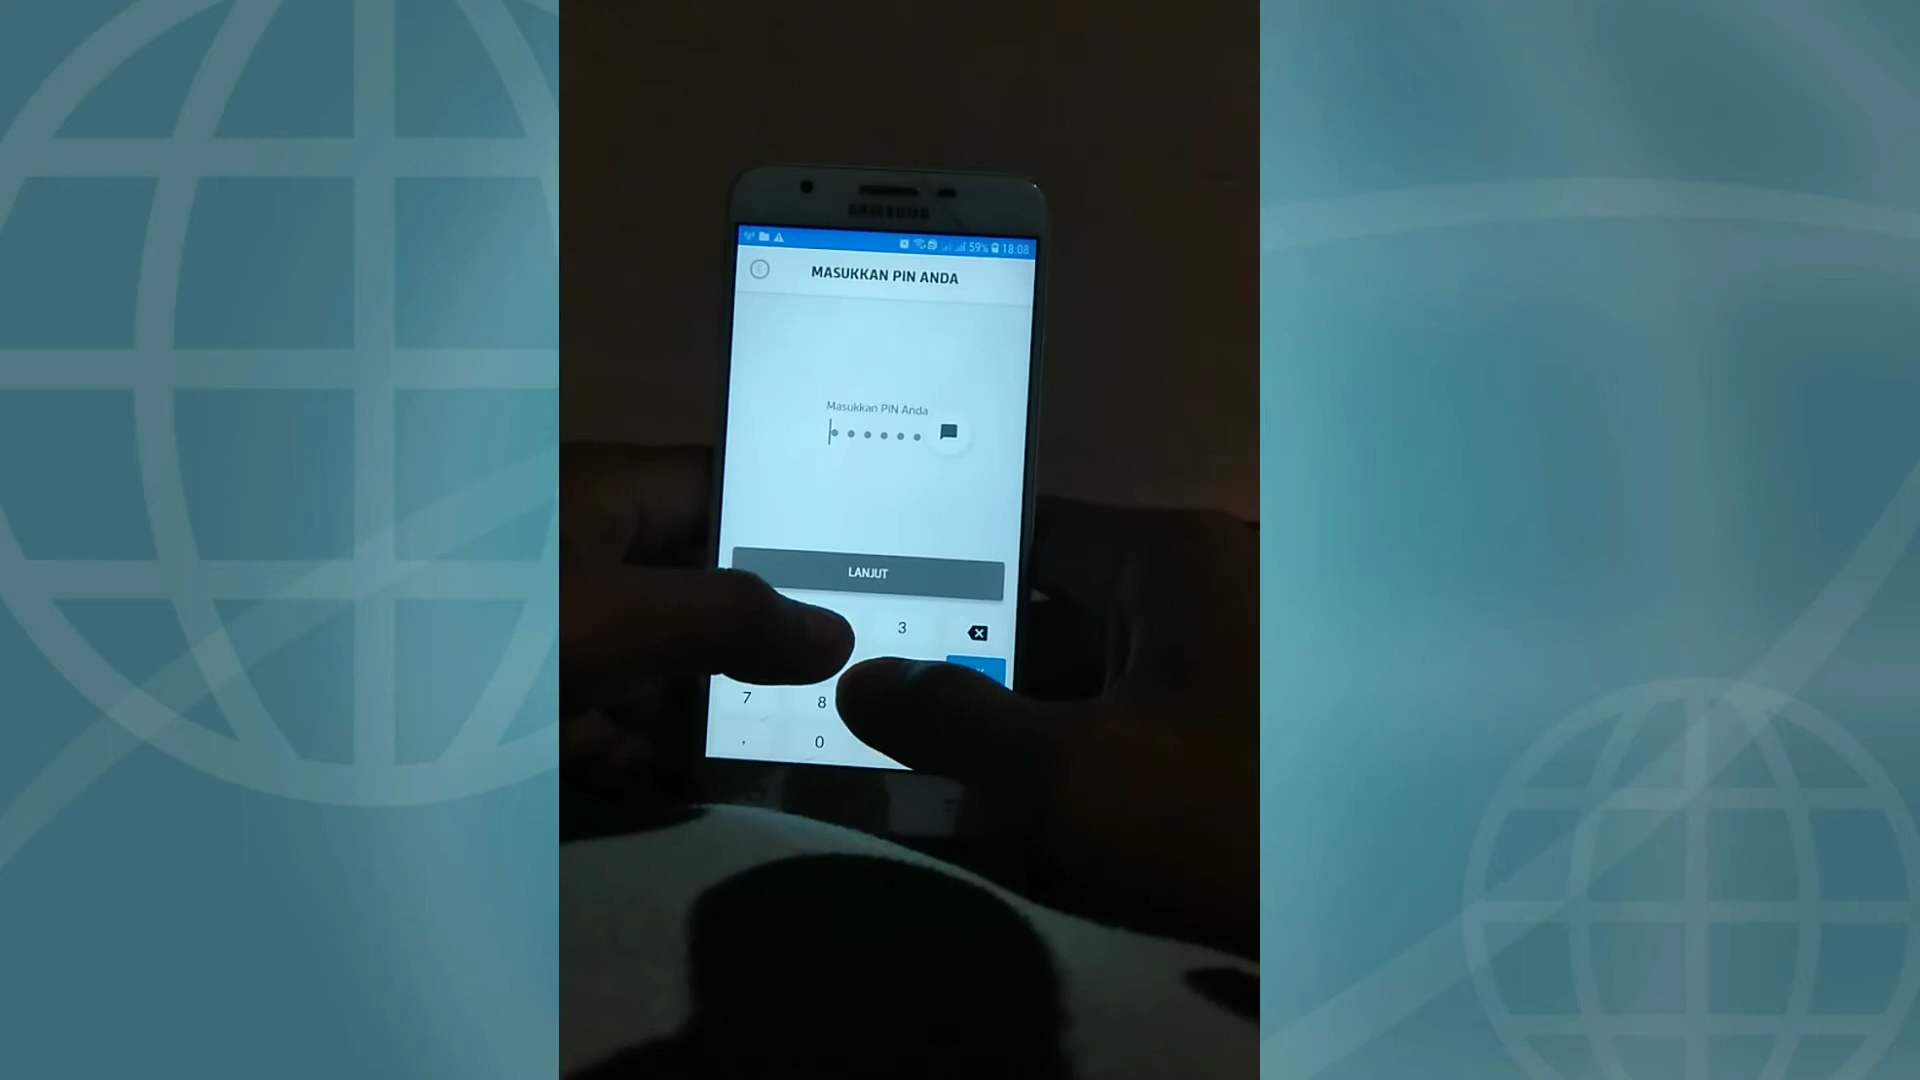 SAMSUNG
59% 18:08
MASUKKAN PIN ANDA
Masukkan PIN Anda
LANJUT
3
7 8
, 0